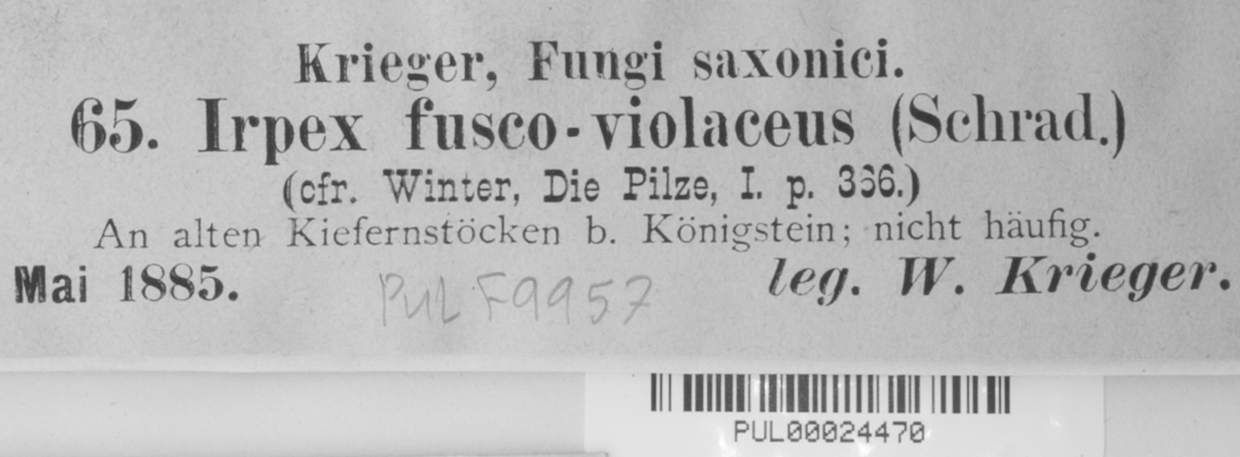 Krieger, Fungi saxonici.
65. Irpex fusco-violaceus (Schrad.)
(cfr. Winter, Die Pilze, I. p. 366.)
An alten Kiefernstöcken b. Königstein; nicht häufig.
Mai 1885. leg. W. Krieger.
PUL F9957
PUL00024470